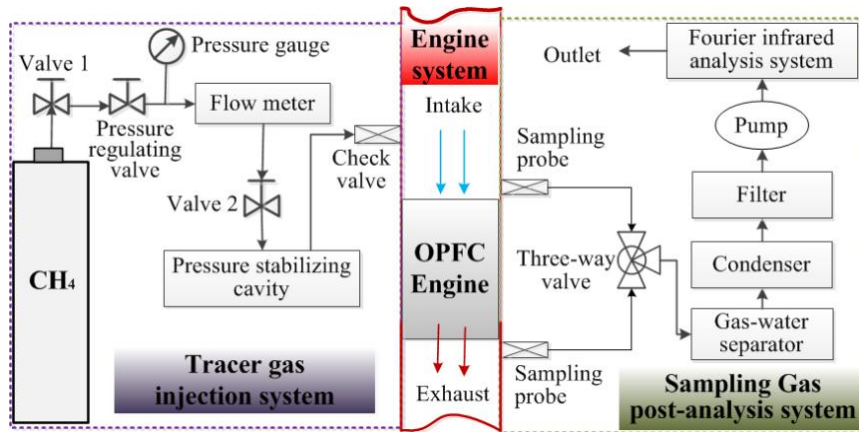 Valve 1
Pressure gauge
Flow meter
Pressure
regulating
valve
Valve 2
Check
valve
Pressure stabilizing
cavity
CH₄
Tracer gas
injection system
Engine
system
Intake
OPFC
Engine
Exhaust
Outlet
Fourier infrared
analysis system
Pump
Sampling
probe
Filter
Three-way
valve
Condenser
Gas-water
separator
Sampling
probe
Sampling Gas
post-analysis system